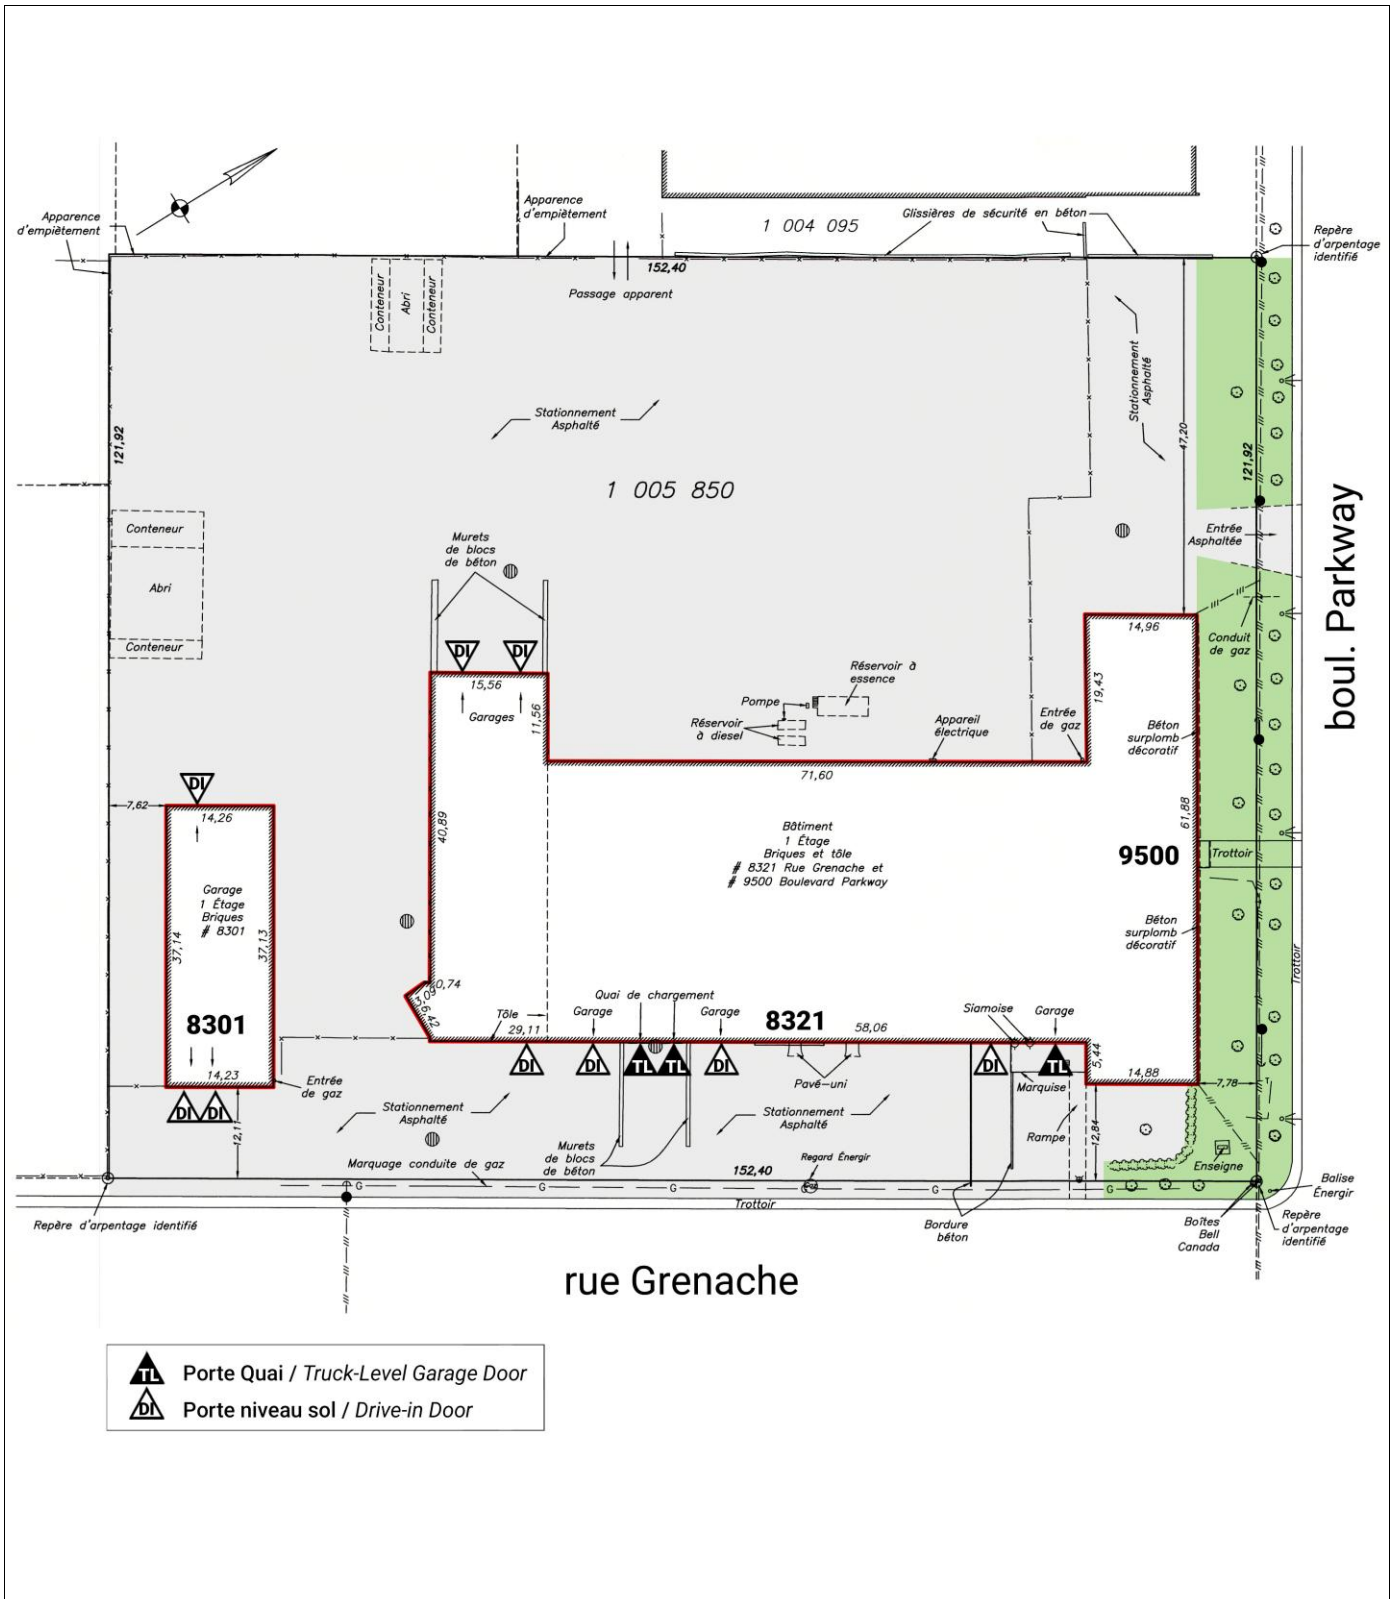 Apparence
d'empiètement
Apparence
d'empiètement
1 004 095
Glissières de sécurité en béton
Repère
d'arpentage
identifié
152,40
Passage apparent
Conteneur
Abri
Conteneur
Stationnement
Asphalté
Stationnement
Asphalté
47,20
121,92
121,92
1 005 850
boul. Parkway
Conteneur
Abri
Conteneur
Murets
de blocs
de béton
Entrée
Asphaltée
14,96
Conduit
de gaz
DI
DI
15,56
Garages
11,56
Réservoir à
essence
Pompe
Réservoir
à diesel
Appareil
électrique
Entrée
de gaz
19,43
Béton
surplomb
décoratif
71,60
DI
7,62
14,26
40,89
61,88
Bâtiment
1 Étage
Briques et tôle
# 8321 Rue Grenache et
# 9500 Boulevard Parkway
9500
Trottoir
Garage
1 Étage
Briques
# 8301
37,14
37,13
Béton
surplomb
décoratif
Trottoir
0,74
3,09
6,42
Quai de chargement
Tôle
29,11
Garage
Garage
8321
58,06
Siamoise
Garage
8301
DI
DI
TL
TL
DI
DI
TL
5,44
14,23
Entrée
de gaz
Pavé-uni
Marquise
14,88
7,78
DI
DI
12,11
Stationnement
Asphalté
Stationnement
Asphalté
Rampe
12,84
Murets
de blocs
de béton
Marquage conduite de gaz
152,40
Regard Énergir
Enseigne
G
G
G
G
G
G
Trottoir
Balise
Énergir
Repère d'arpentage identifié
Bordure
béton
Boîtes
Bell
Canada
Repère
d'arpentage
identifié
rue Grenache
TL Porte Quai / Truck-Level Garage Door
DI Porte niveau sol / Drive-in Door